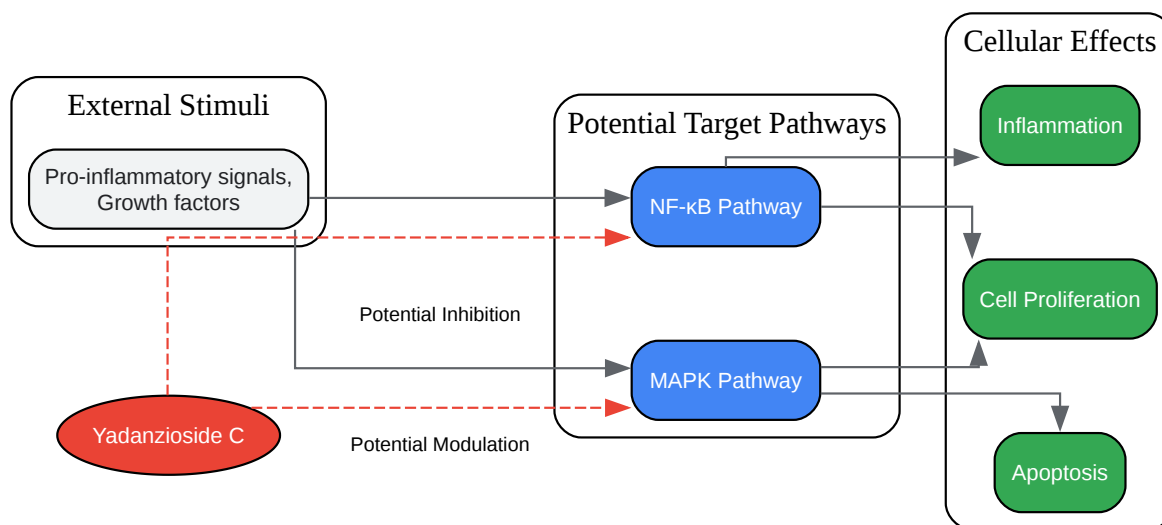 External Stimuli
Pro-inflammatory signals,
Growth factors
Potential Target Pathways
NF-κB Pathway
MAPK Pathway
Cellular Effects
Inflammation
Cell Proliferation
Apoptosis
Potential Inhibition
Yadanzioside C
Potential Modulation